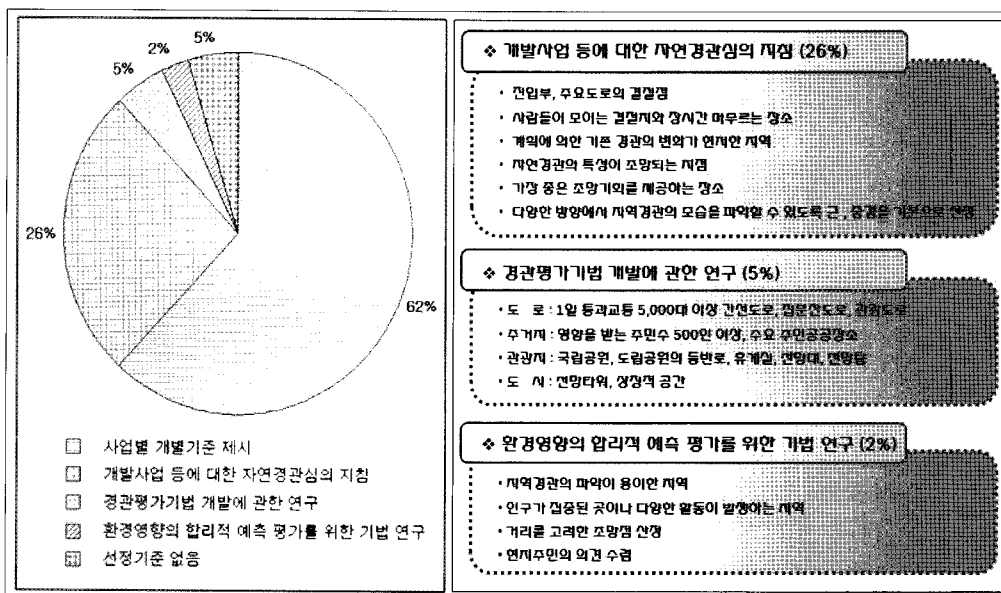 5%
2%
5%
26%
62%
사업별 개별기준 제시
개발사업 등에 대한 자연경관심의 지침
경관평가기법 개발에 관한 연구
환경영향의 합리적 예측 평가를 위한 기법 연구
선정기준 없음
❖ 개발사업 등에 대한 자연경관심의 지침 (26%)
· 진입부, 주요도로의 결절점
· 사람들이 모이는 결절지와 장시간 머무르는 장소
· 계획에 의한 기존 경관의 변화가 현저한 지역
· 자연경관의 특성이 조망되는 지점
· 가장 좋은 조망기회를 제공하는 장소
· 다양한 방향에서 지역경관의 모습을 파악할 수 있도록 근, 중경을 기본으로 선정
❖ 경관평가기법 개발에 관한 연구 (5%)
· 도 로 : 1일 통과교통 5,000대 이상 간선도로, 집분산도로, 관광도로
· 주거지 : 영향을 받는 주민수 500인 이상, 주요 주민공공장소
· 관광지 : 국립공원, 도립공원의 등반로, 휴게실, 전망대, 전망탑
· 도 시 : 전망타워, 상징적 공간
❖ 환경영향의 합리적 예측 평가를 위한 기법 연구 (2%)
· 지역경관의 파악이 용이한 지역
· 인구가 집중된 곳이나 다양한 활동이 발생하는 지역
· 거리를 고려한 조망점 산정
· 현지주민의 의견 수렴